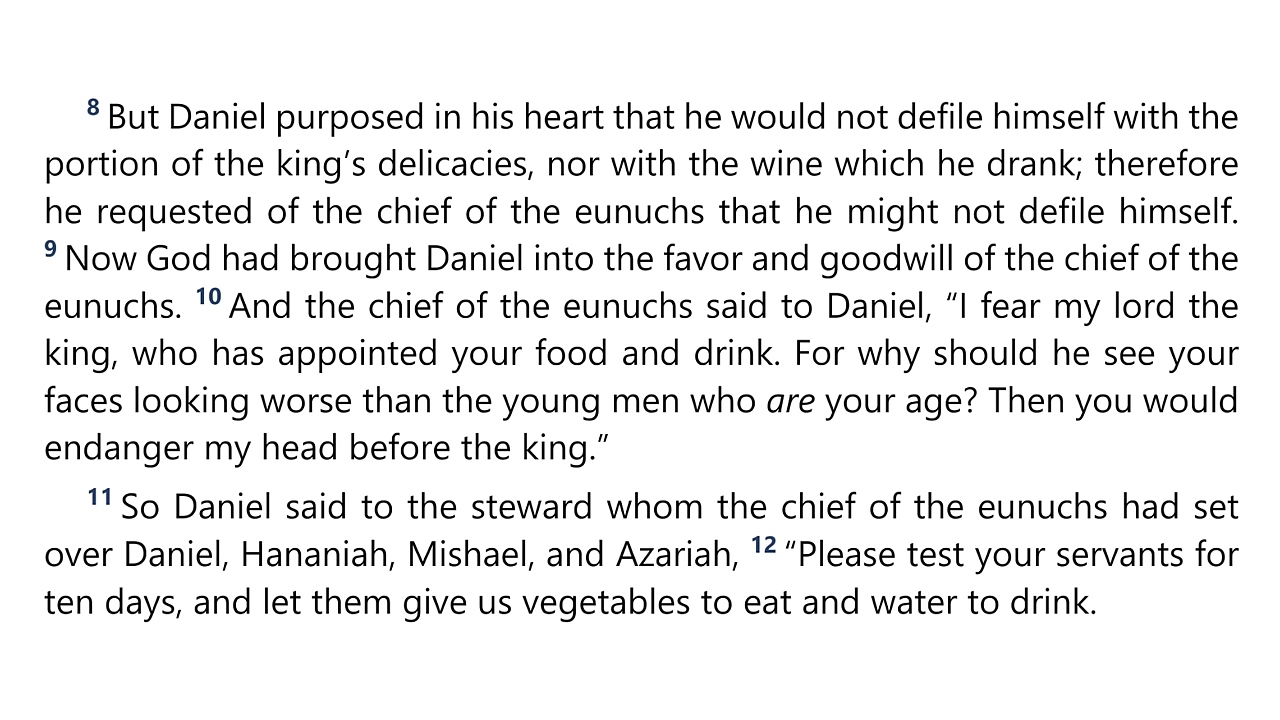 8 But Daniel purposed in his heart that he would not defile himself with the
portion of the king’s delicacies, nor with the wine which he drank; therefore
he requested of the chief of the eunuchs that he might not defile himself.
9 Now God had brought Daniel into the favor and goodwill of the chief of the
eunuchs. 10 And the chief of the eunuchs said to Daniel, “I fear my lord the
king, who has appointed your food and drink. For why should he see your
faces looking worse than the young men who are your age? Then you would
endanger my head before the king.”
11 So Daniel said to the steward whom the chief of the eunuchs had set
over Daniel, Hananiah, Mishael, and Azariah, 12 “Please test your servants for
ten days, and let them give us vegetables to eat and water to drink.